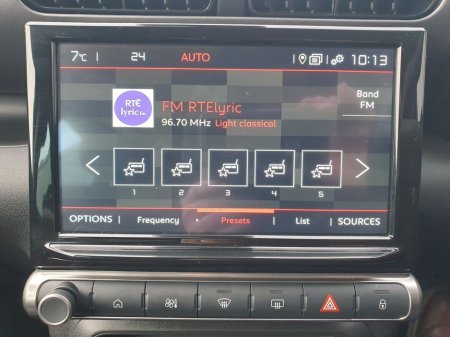 7°C 24 AUTO 10:13
RTÉ
lyric fm
FM RTElyric
96.70 MHz Light classical
Band
FM
1 2 3 4 5
OPTIONS Frequency Presets List SOURCES